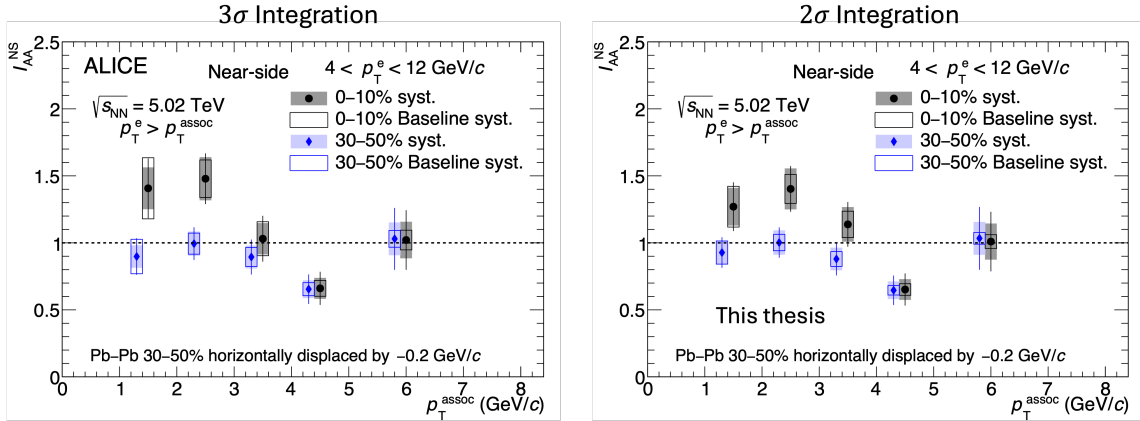 3σ Integration
I_AA^NS
2.5
2
1.5
1
0.5
0
ALICE
Near-side
4 < p_T^e < 12 GeV/c
√s_NN = 5.02 TeV
p_T^e > p_T^assoc
0–10% syst.
0–10% Baseline syst.
30–50% syst.
30–50% Baseline syst.
Pb–Pb 30–50% horizontally displaced by −0.2 GeV/c
0 1 2 3 4 5 6 7 8
p_T^assoc (GeV/c)
2σ Integration
I_AA^NS
2.5
2
1.5
1
0.5
0
Near-side
4 < p_T^e < 12 GeV/c
√s_NN = 5.02 TeV
p_T^e > p_T^assoc
0–10% syst.
0–10% Baseline syst.
30–50% syst.
30–50% Baseline syst.
This thesis
Pb–Pb 30–50% horizontally displaced by −0.2 GeV/c
0 1 2 3 4 5 6 7 8
p_T^assoc (GeV/c)